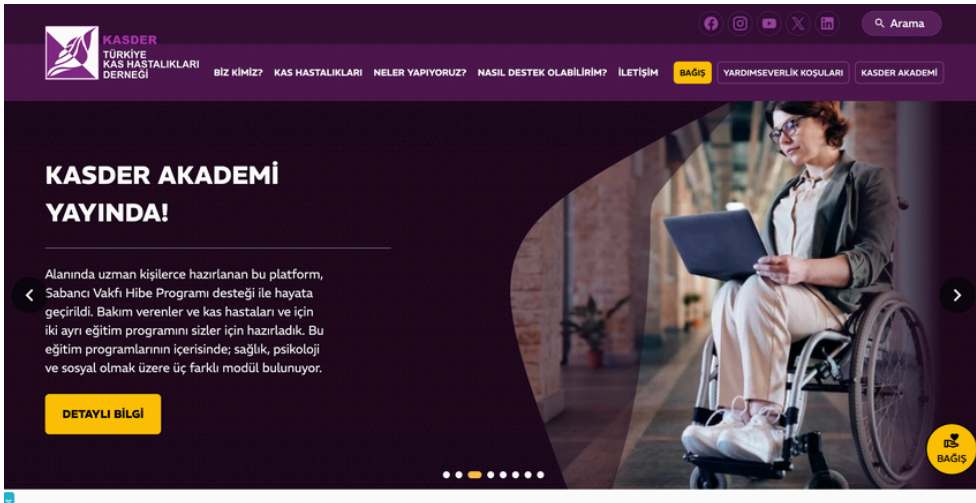 Arama
KASDER
TÜRKİYE
KAS HASTALIKLARI
DERNEĞİ
BİZ KİMİZ? KAS HASTALIKLARI NELER YAPIYORUZ? NASIL DESTEK OLABİLİRİM? İLETİŞİM BAĞIŞ YARDIMSEVERLİK KOŞULARI KASDER AKADEMİ
KASDER AKADEMİ
YAYINDA!
Alanında uzman kişilerce hazırlanan bu platform,
Sabancı Vakfı Hibe Programı desteği ile hayata
geçirildi. Bakım verenler ve kas hastaları ve için
iki ayrı eğitim programını sizler için hazırladık. Bu
eğitim programlarının içerisinde; sağlık, psikoloji
ve sosyal olmak üzere üç farklı modül bulunuyor.
DETAYLI BİLGİ
BAĞIŞ